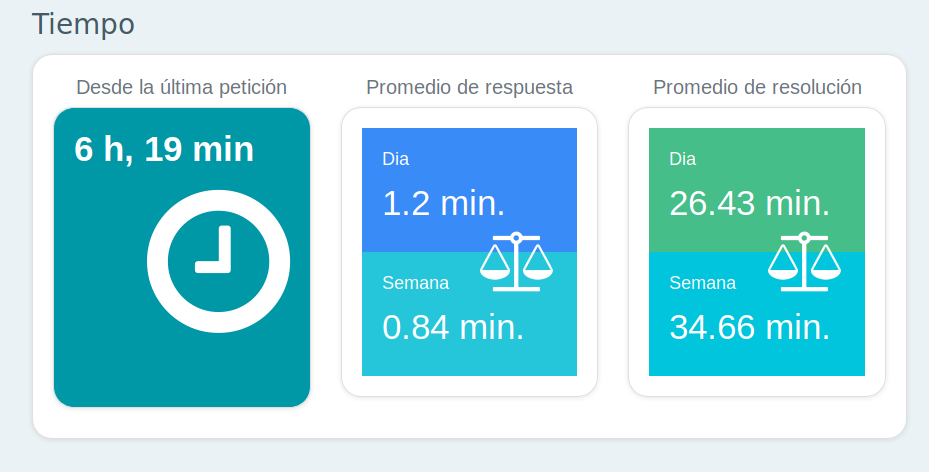 Tiempo
Desde la última petición
6 h, 19 min
Promedio de respuesta
Dia
1.2 min.
Semana
0.84 min.
Promedio de resolución
Dia
26.43 min.
Semana
34.66 min.